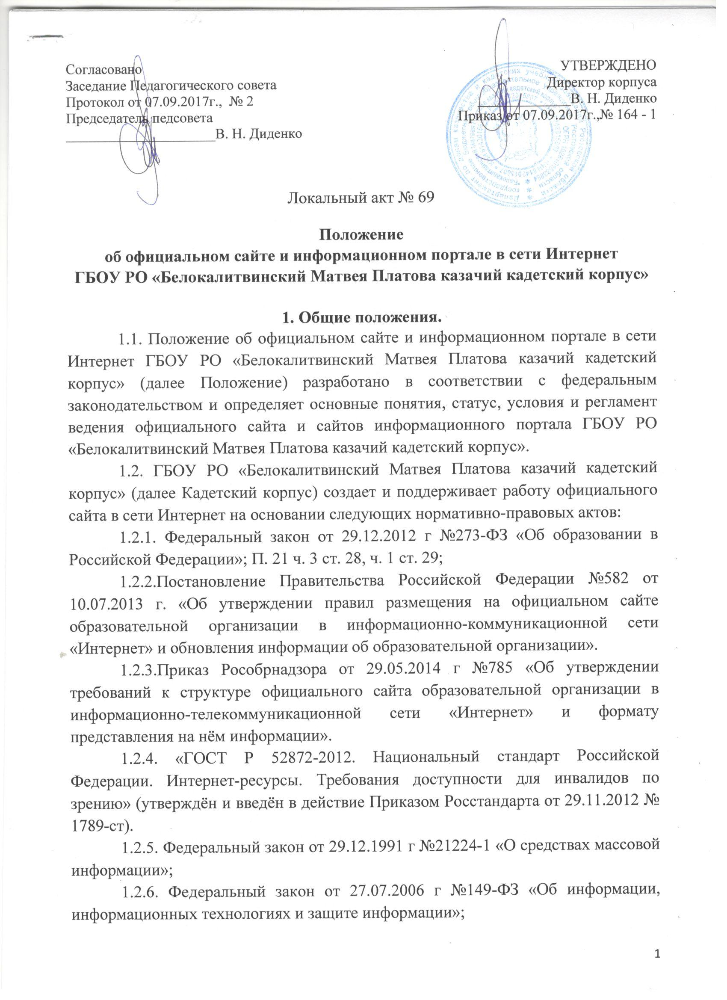 Согласовано
Заседание Педагогического совета
Протокол от 07.09.2017г.,  № 2
Председатель педсовета
В. Н. Диденко
УТВЕРЖДЕНО
Директор корпуса
В. Н. Диденко
Приказ от 07.09.2017г.,№ 164 - 1
Локальный акт № 69
Положение
об официальном сайте и информационном портале в сети Интернет
ГБОУ РО «Белокалитвинский Матвея Платова казачий кадетский корпус»
1. Общие положения.
1.1. Положение об официальном сайте и информационном портале в сети
Интернет ГБОУ РО «Белокалитвинский Матвея Платова казачий кадетский
корпус» (далее Положение) разработано в соответствии с федеральным
законодательством и определяет основные понятия, статус, условия и регламент
ведения официального сайта и сайтов информационного портала ГБОУ РО
«Белокалитвинский Матвея Платова казачий кадетский корпус».
1.2. ГБОУ РО «Белокалитвинский Матвея Платова казачий кадетский
корпус» (далее Кадетский корпус) создает и поддерживает работу официального
сайта в сети Интернет на основании следующих нормативно-правовых актов:
1.2.1. Федеральный закон от 29.12.2012 г №273-ФЗ «Об образовании в
Российской Федерации»; П. 21 ч. 3 ст. 28, ч. 1 ст. 29;
1.2.2.Постановление Правительства Российской Федерации №582 от
10.07.2013 г. «Об утверждении правил размещения на официальном сайте
образовательной организации в информационно-коммуникационной сети
«Интернет» и обновления информации об образовательной организации».
1.2.3.Приказ Рособрнадзора от 29.05.2014 г №785 «Об утверждении
требований к структуре официального сайта образовательной организации в
информационно-телекоммуникационной сети «Интернет» и формату
представления на нём информации».
1.2.4. «ГОСТ Р 52872-2012. Национальный стандарт Российской
Федерации. Интернет-ресурсы. Требования доступности для инвалидов по
зрению» (утверждён и введён в действие Приказом Росстандарта от 29.11.2012 №
1789-ст).
1.2.5. Федеральный закон от 29.12.1991 г №21224-1 «О средствах массовой
информации»;
1.2.6. Федеральный закон от 27.07.2006 г №149-ФЗ «Об информации,
информационных технологиях и защите информации»;
1